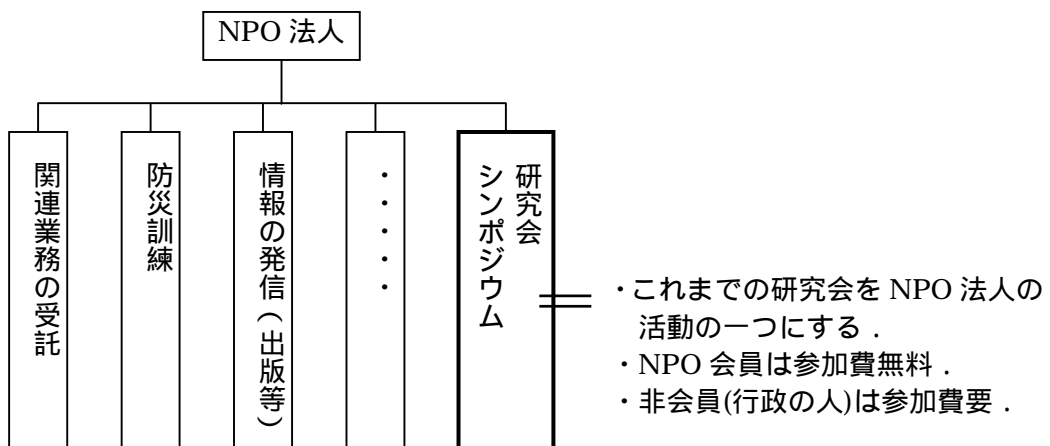 NPO 法人
関連業務の受託
防災訓練
情報の発信(出版等)
・・・・・
研究会
シンポジウム
・これまでの研究会を NPO 法人の
活動の一つにする．
・NPO 会員は参加費無料．
・非会員(行政の人)は参加費要．